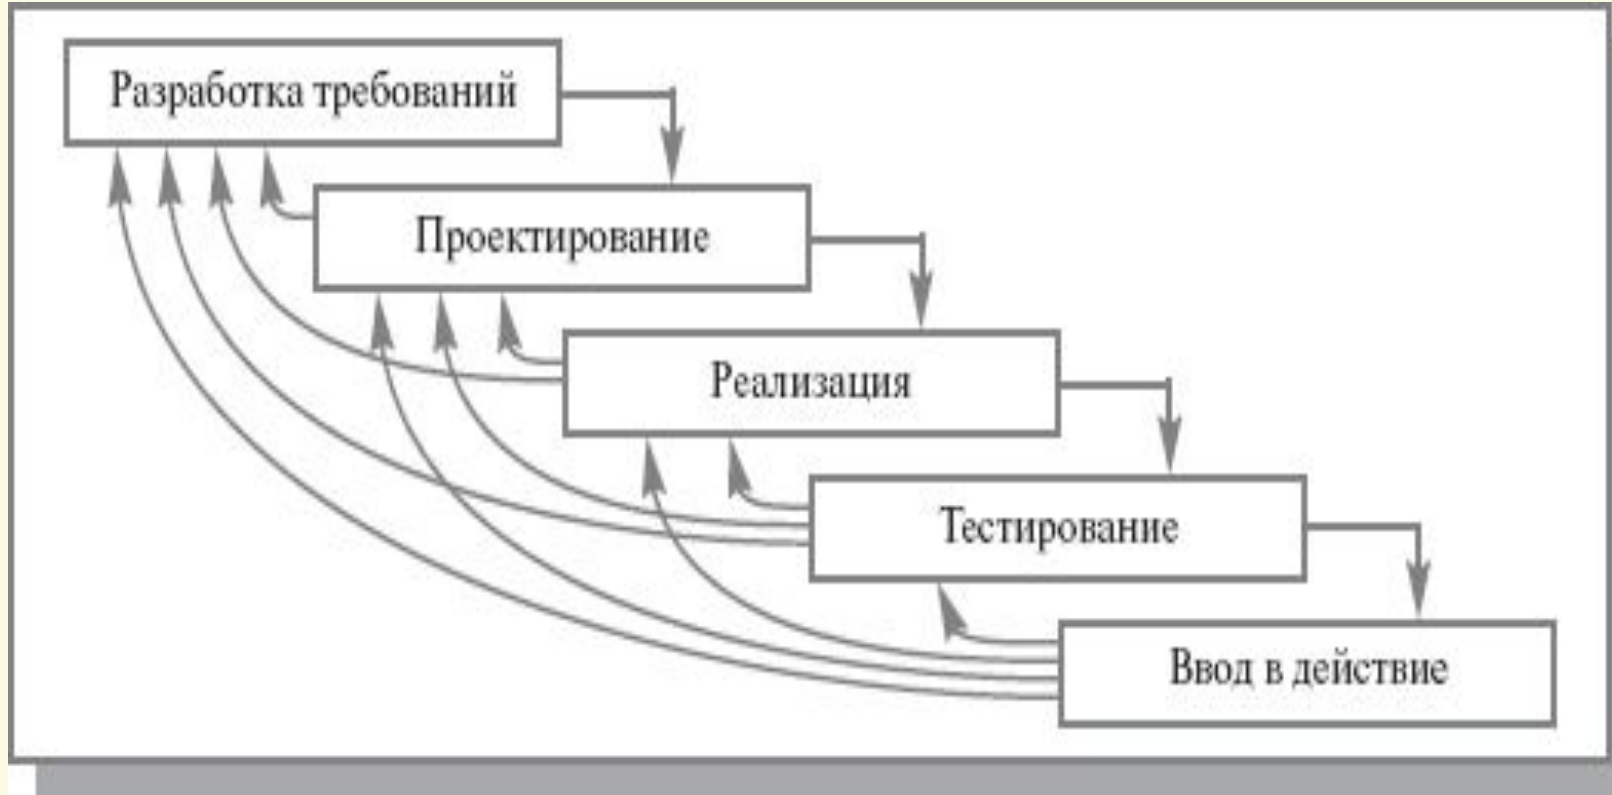 Разработка требований
Проектирование
Реализация
Тестирование
Ввод в действие